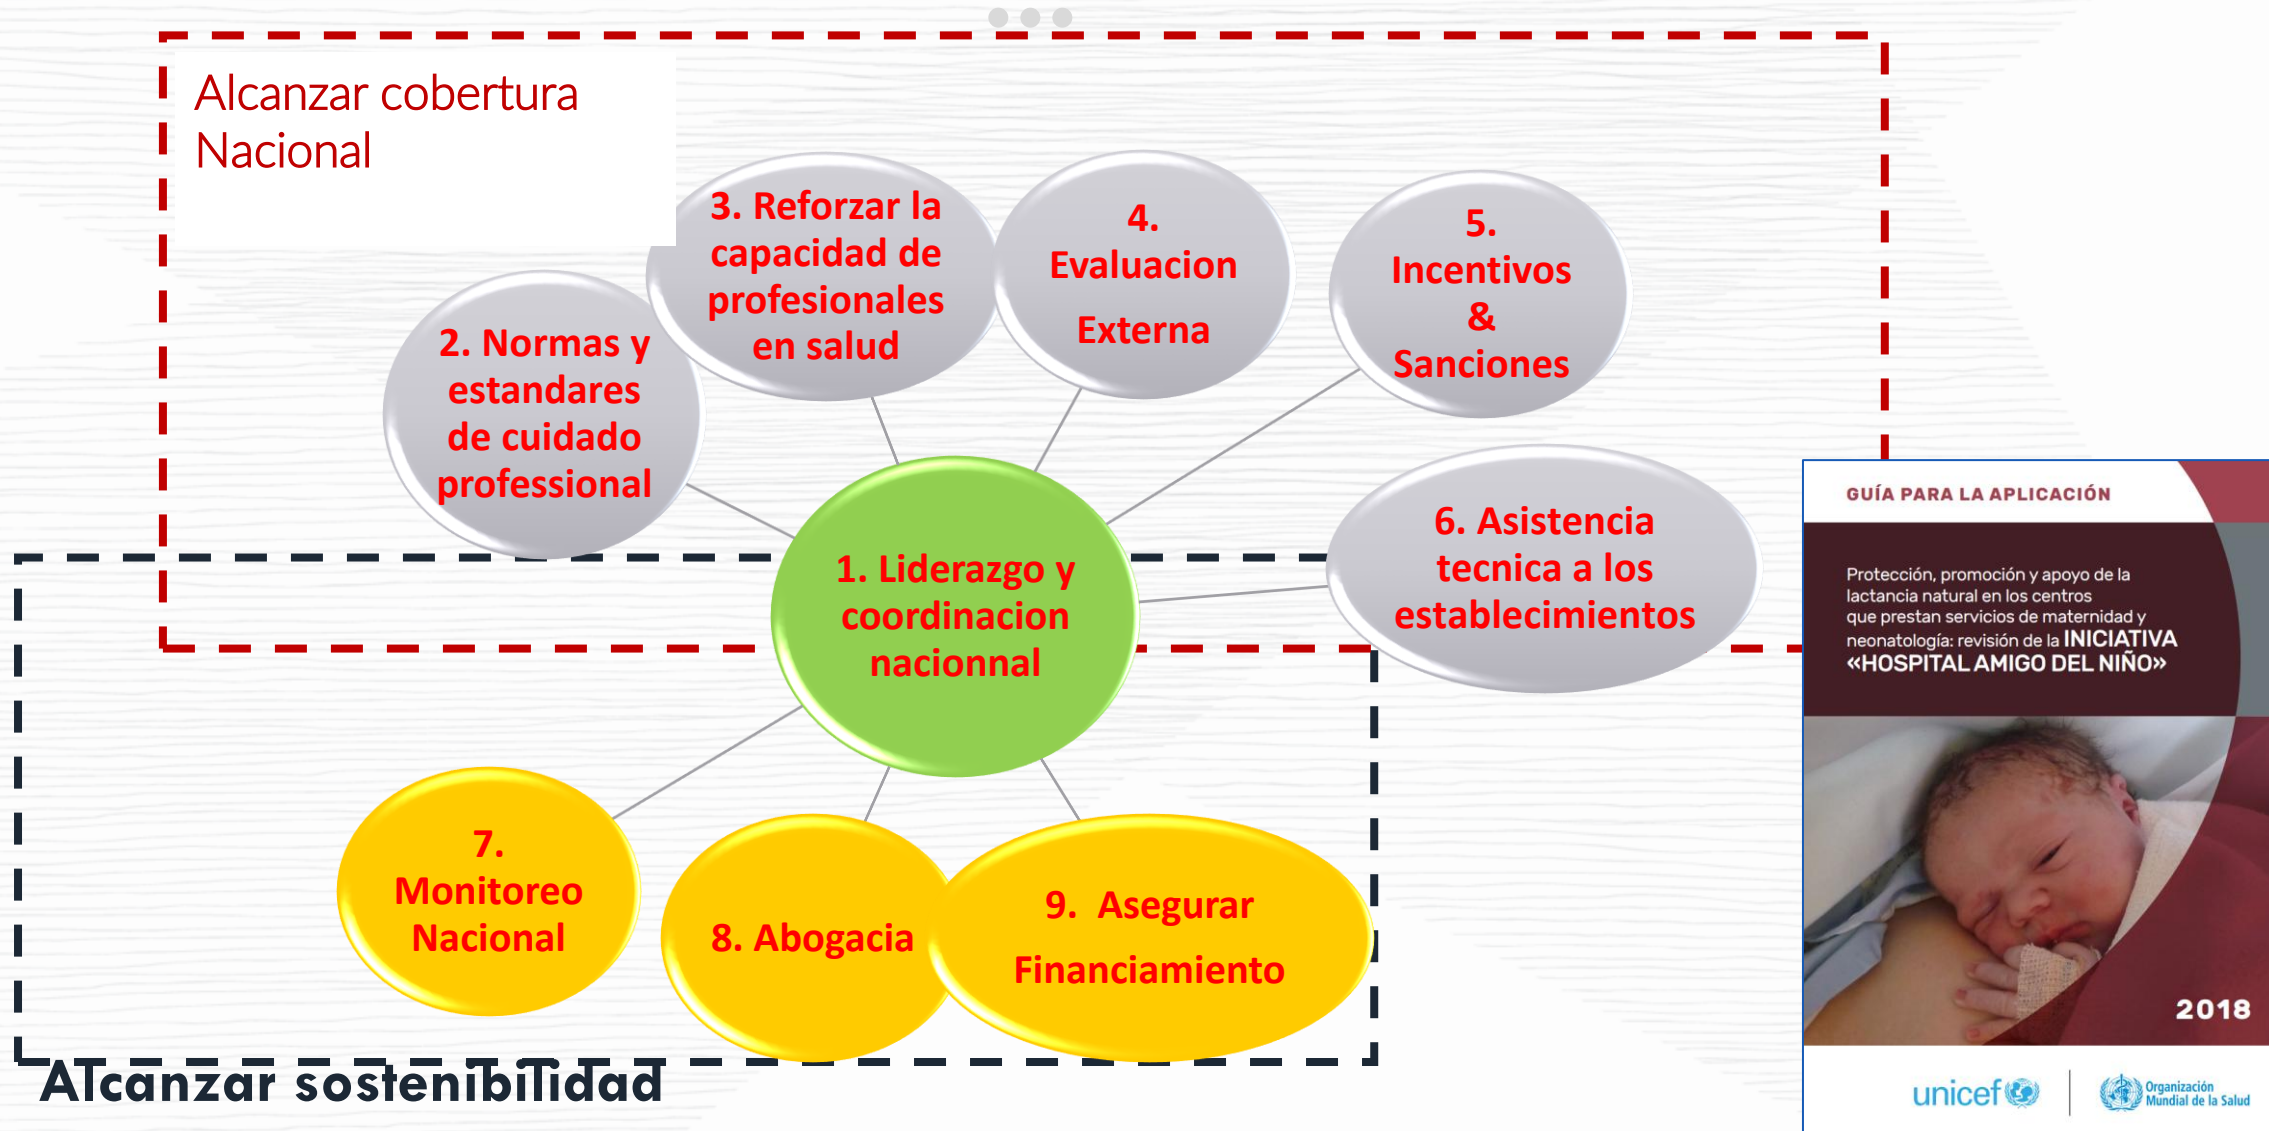 Alcanzar cobertura
Nacional
3. Reforzar la
capacidad de
profesionales
en salud
4.
Evaluacion
Externa
5.
Incentivos
&
Sanciones
2. Normas y
estandares
de cuidado
professional
6. Asistencia
tecnica a los
establecimientos
1. Liderazgo y
coordinacion
nacionnal
7.
Monitoreo
Nacional
8. Abogacia
9. Asegurar
Financiamiento
Alcanzar sostenibilidad
GUÍA PARA LA APLICACIÓN
Protección, promoción y apoyo de la
lactancia natural en los centros
que prestan servicios de maternidad y
neonatología: revisión de la INICIATIVA
«HOSPITAL AMIGO DEL NIÑO»
2018
unicef
Organización
Mundial de la Salud